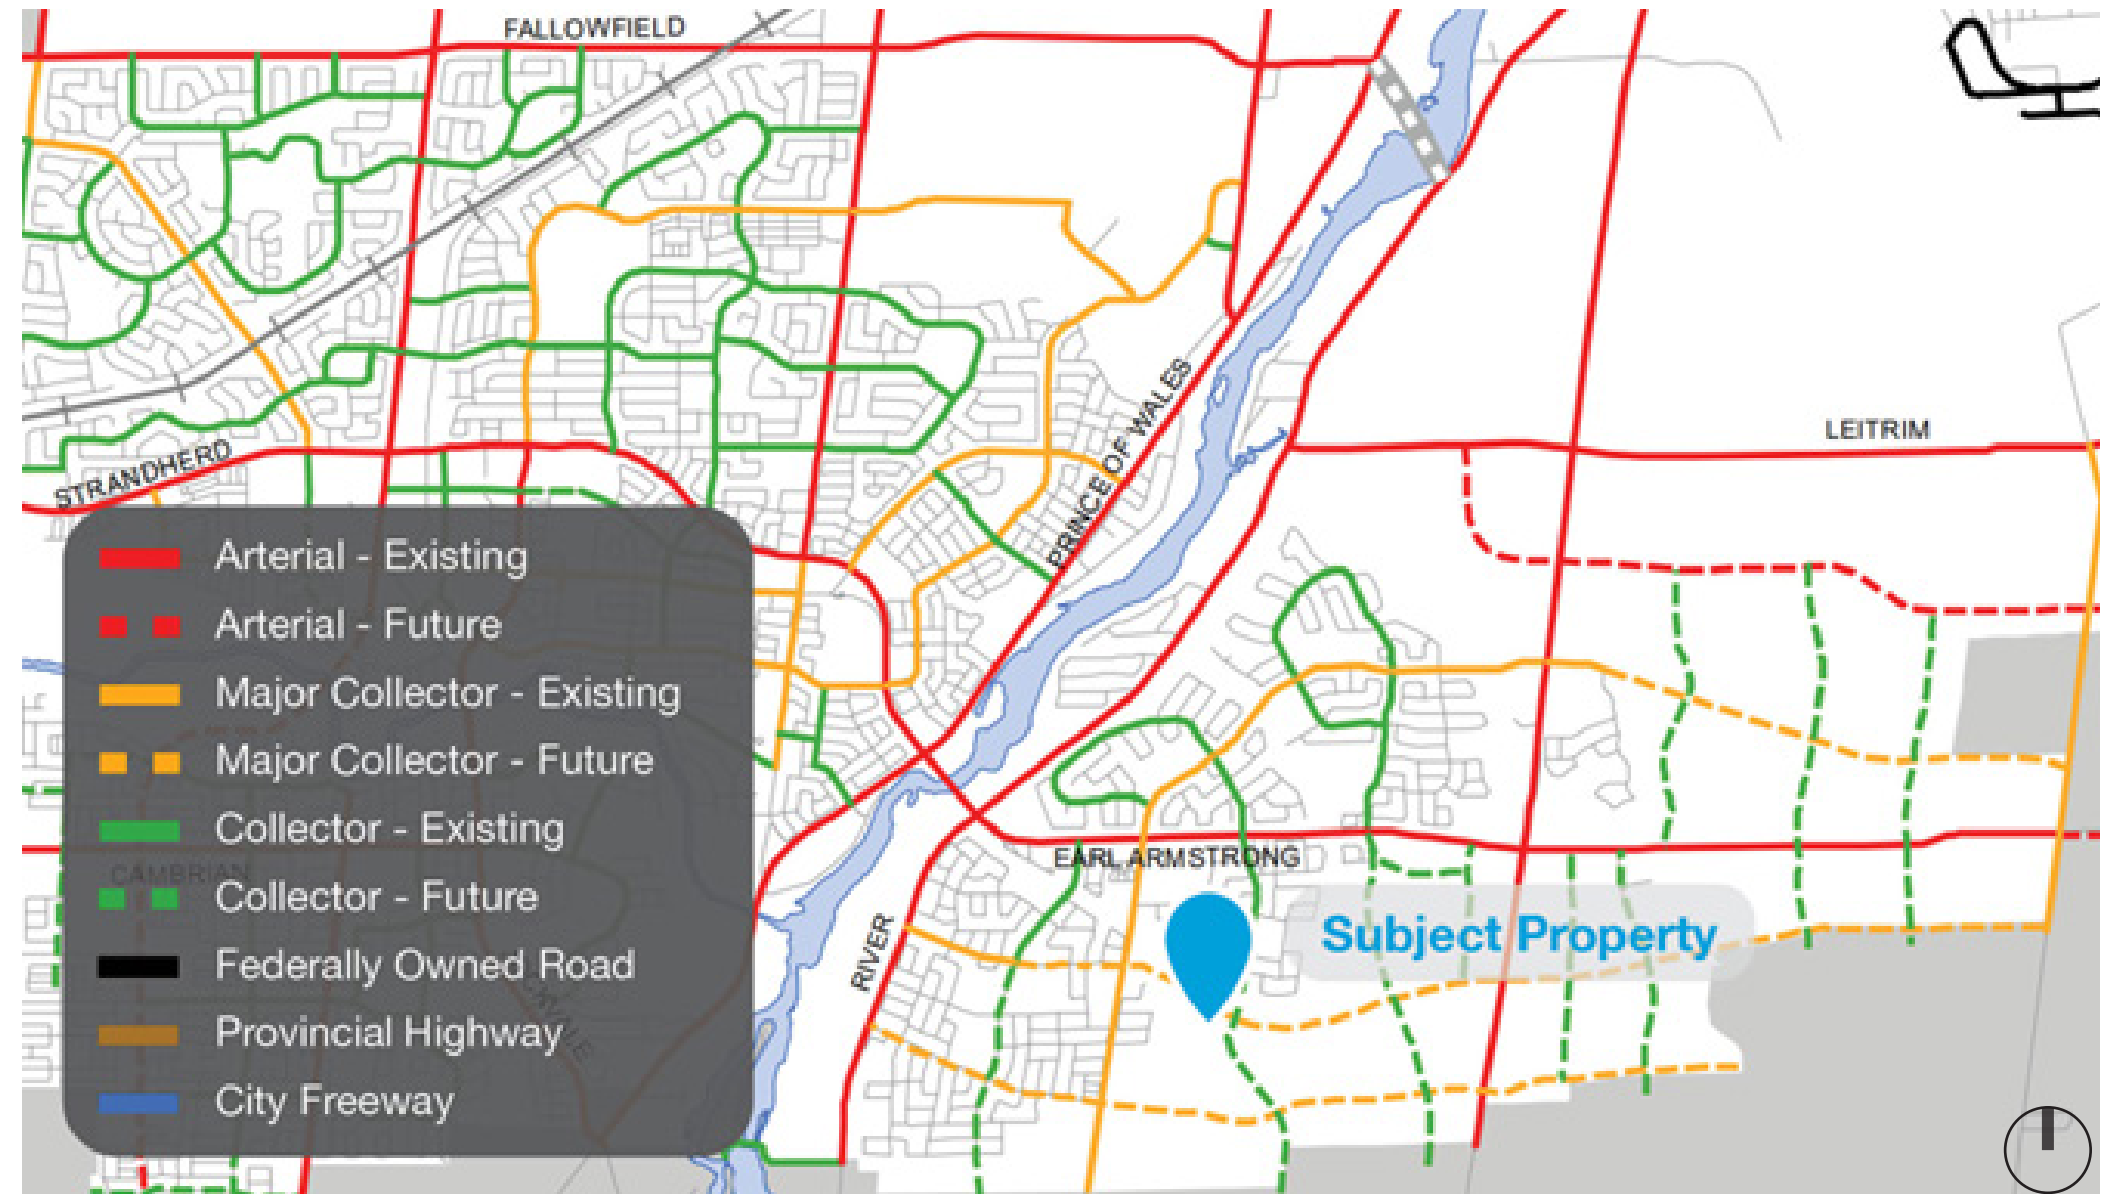 FALLOWFIELD
PRINCE OF WALES
LEITRIM
STRANDHERD
Arterial - Existing
Arterial - Future
Major Collector - Existing
Major Collector - Future
Collector - Existing
Collector - Future
Federally Owned Road
Provincial Highway
City Freeway
CAMBRIAN
EARL ARMSTRONG
RIVER
Subject Property